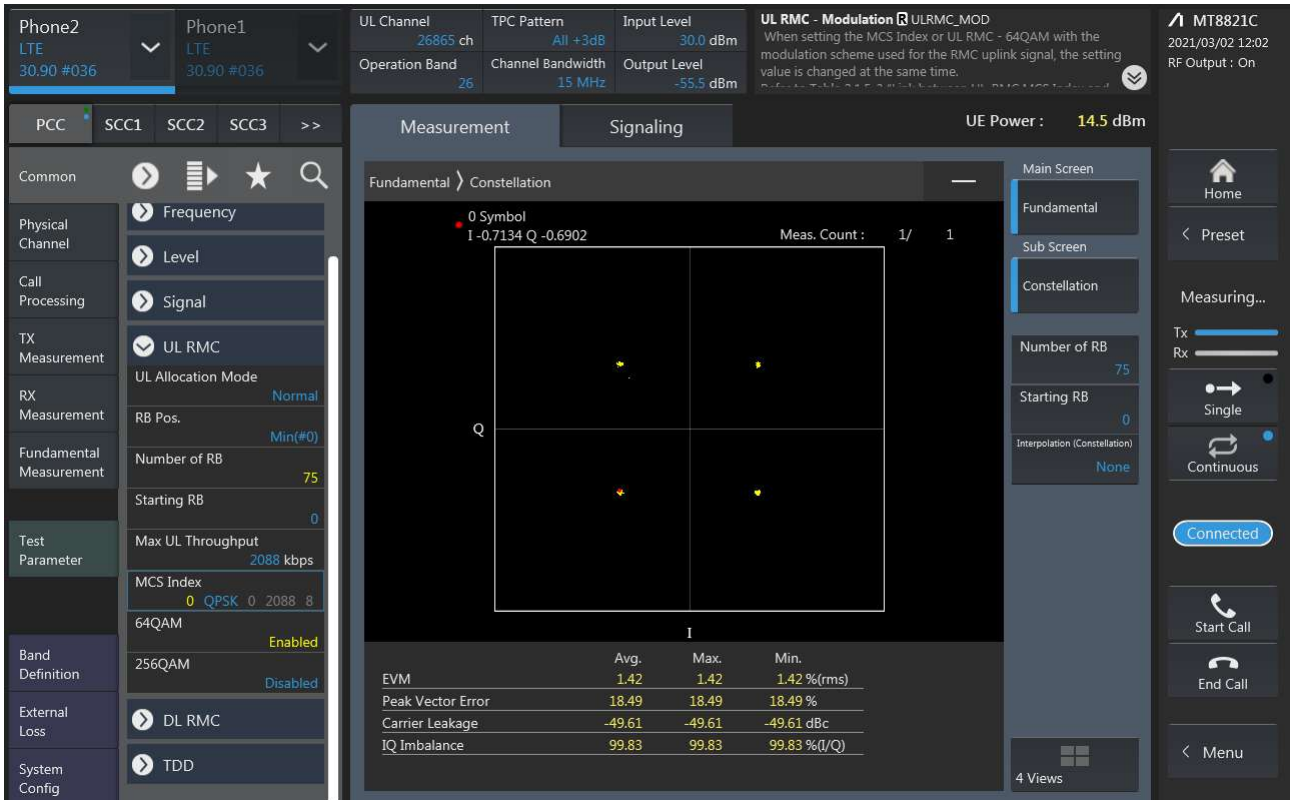 Phone2
LTE
30.90 #036
Phone1
LTE
30.90 #036
UL Channel
26865 ch
TPC Pattern
All +3dB
Input Level
30.0 dBm
Operation Band
26
Channel Bandwidth
15 MHz
Output Level
-55.5 dBm
UL RMC - Modulation R ULRMC_MOD
When setting the MCS Index or UL RMC - 64QAM with the
modulation scheme used for the RMC uplink signal, the setting
value is changed at the same time.
MT8821C
2021/03/02 12:02
RF Output : On
PCC SCC1 SCC2 SCC3 >>
Measurement
Signaling
UE Power : 14.5 dBm
Common
Physical
Channel
Call
Processing
TX
Measurement
RX
Measurement
Fundamental
Measurement
Test
Parameter
Band
Definition
External
Loss
System
Config
Frequency
Level
Signal
UL RMC
UL Allocation Mode
Normal
RB Pos.
Min(#0)
Number of RB
75
Starting RB
0
Max UL Throughput
2088 kbps
MCS Index
0 QPSK 0 2088 8
64QAM
Enabled
256QAM
Disabled
DL RMC
TDD
Fundamental 〉 Constellation
0 Symbol
I -0.7134 Q -0.6902
Meas. Count : 1/ 1
Q
I
Avg. Max. Min.
EVM 1.42 1.42 1.42 %(rms)
Peak Vector Error 18.49 18.49 18.49 %
Carrier Leakage -49.61 -49.61 -49.61 dBc
IQ Imbalance 99.83 99.83 99.83 %(I/Q)
Main Screen
Fundamental
Sub Screen
Constellation
Number of RB
75
Starting RB
0
Interpolation (Constellation)
None
4 Views
Home
< Preset
Measuring...
Tx
Rx
Single
Continuous
Connected
Start Call
End Call
< Menu